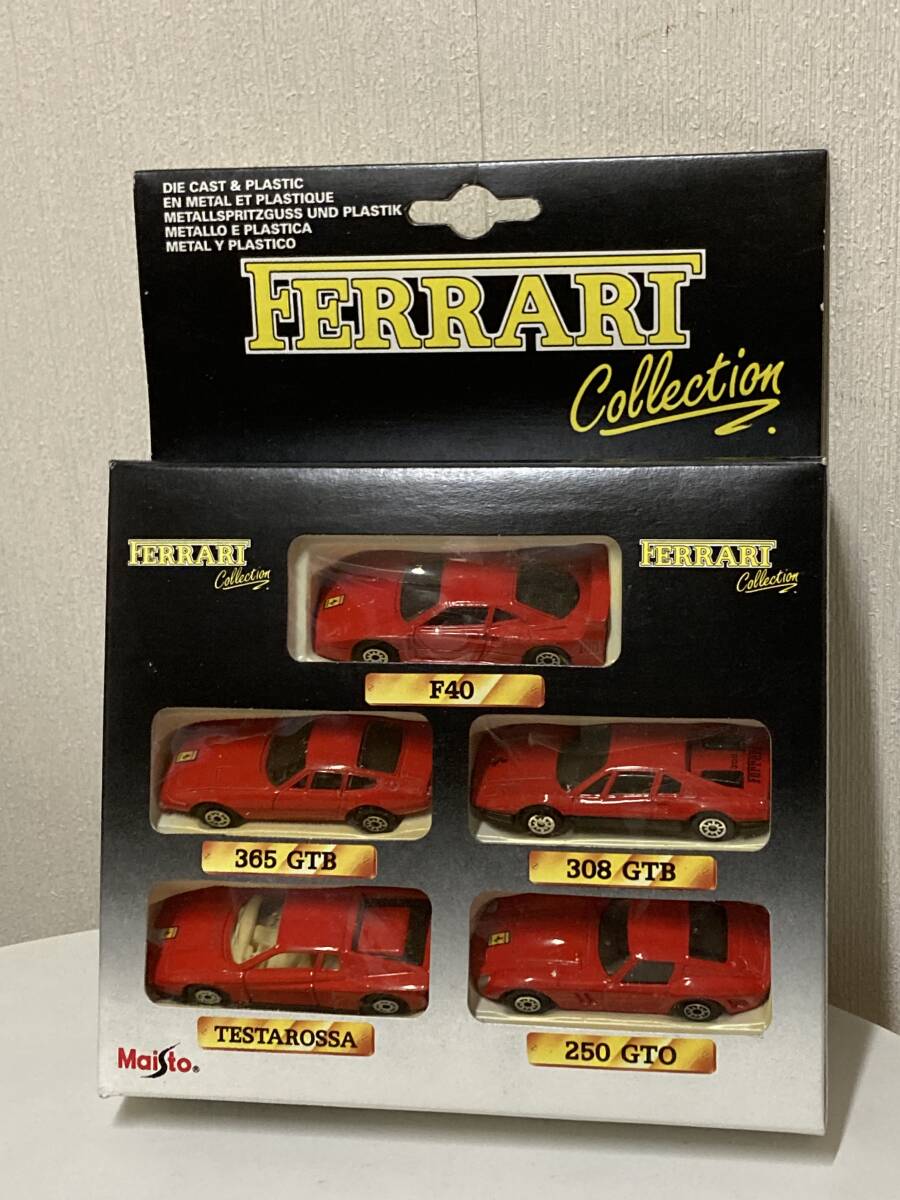 DIE CAST & PLASTIC
EN METAL ET PLASTIQUE
METALLSPRITZGUSS UND PLASTIK
METALLO E PLASTICA
METAL Y PLASTICO
FERRARI
Collection
FERRARI
Collection
FERRARI
Collection
F40
365 GTB
308 GTB
TESTAROSSA
250 GTO
Maisto®